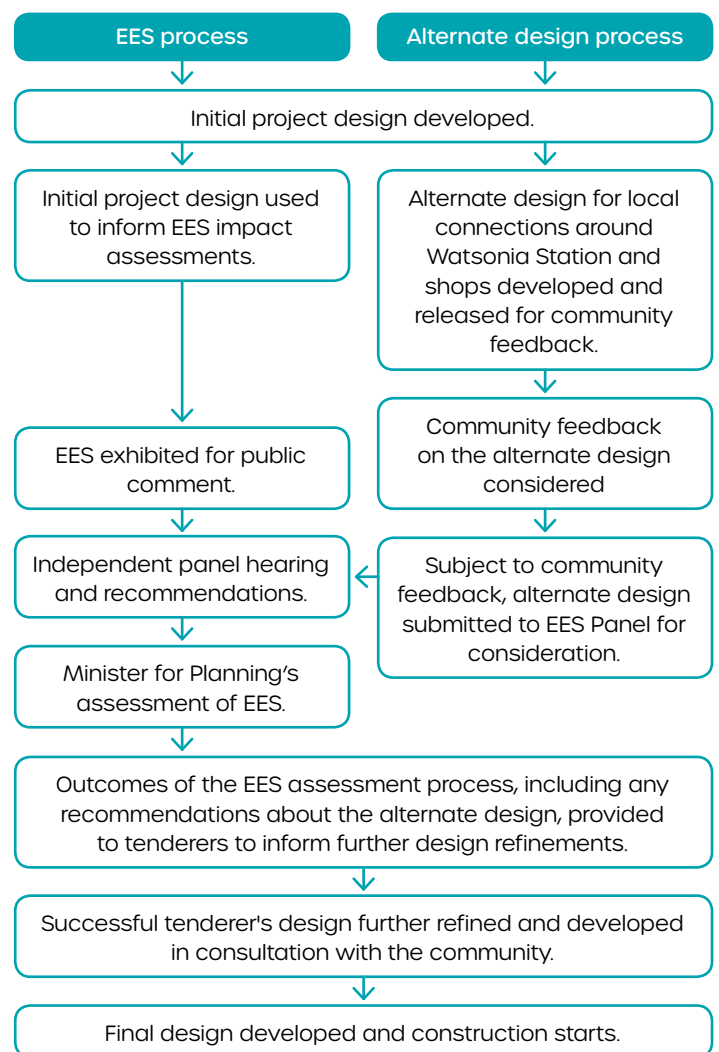 EES process
Alternate design process
Initial project design developed.
Initial project design used
to inform EES impact
assessments.
Alternate design for local
connections around
Watsonia Station and
shops developed and
released for community
feedback.
EES exhibited for public
comment.
Community feedback
on the alternate design
considered
Independent panel hearing
and recommendations.
Subject to community
feedback, alternate design
submitted to EES Panel for
consideration.
Minister for Planning's
assessment of EES.
Outcomes of the EES assessment process, including any
recommendations about the alternate design, provided
to tenderers to inform further design refinements.
Successful tenderer's design further refined and developed
in consultation with the community.
Final design developed and construction starts.